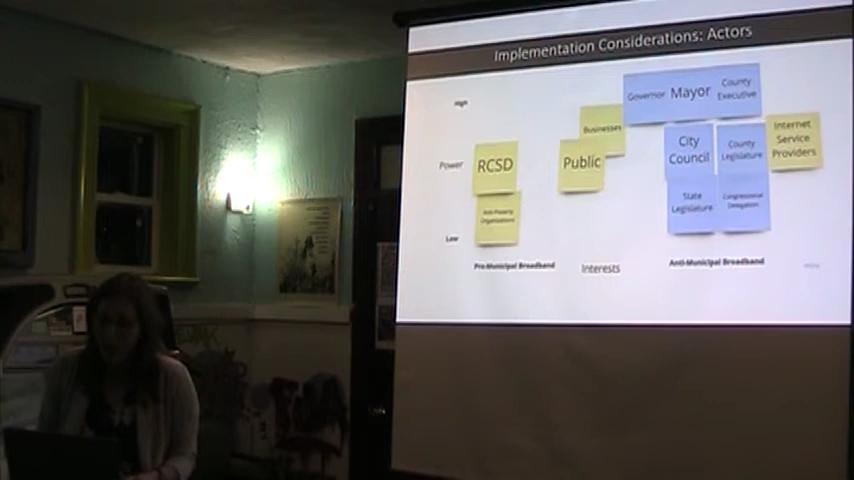 Implementation Considerations: Actors
High
Power
Low
RCSD
Anti-Poverty
Organizations
Businesses
Public
Governor Mayor County
Executive
City
Council
County
Legislature
State
Legislature
Congressional
Delegation
Internet
Service
Providers
Pro-Municipal Broadband
Interests
Anti-Municipal Broadband